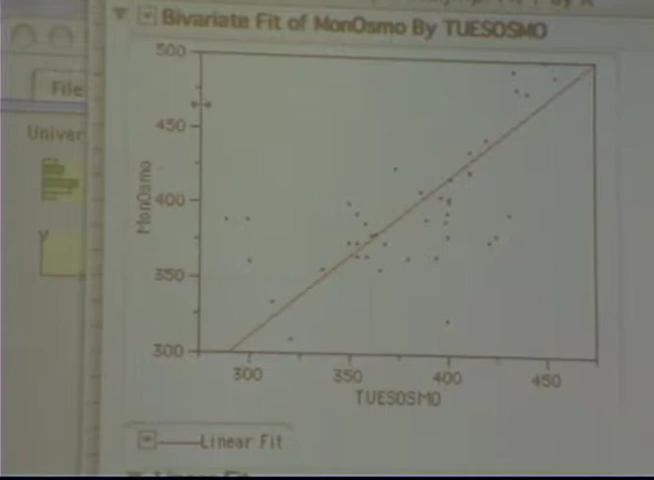 Bivariate Fit of MonOsmo By TUESOSMO
File
Univer
y
MonOsmo
500
450
400
350
300
300 350 400 450
TUESOSMO
Linear Fit